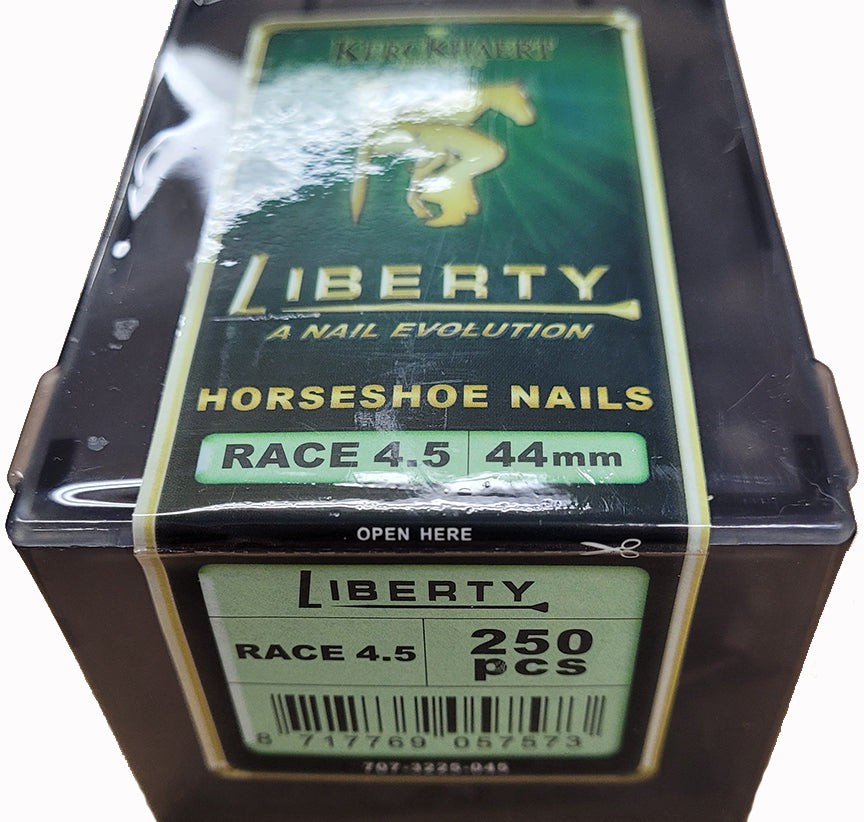 KERCKHAERT
LIBERTY
A NAIL EVOLUTION
HORSESHOE NAILS
RACE 4.5 44mm
OPEN HERE
LIBERTY
RACE 4.5 250 pcs
8 717769 057573
707-3225-045